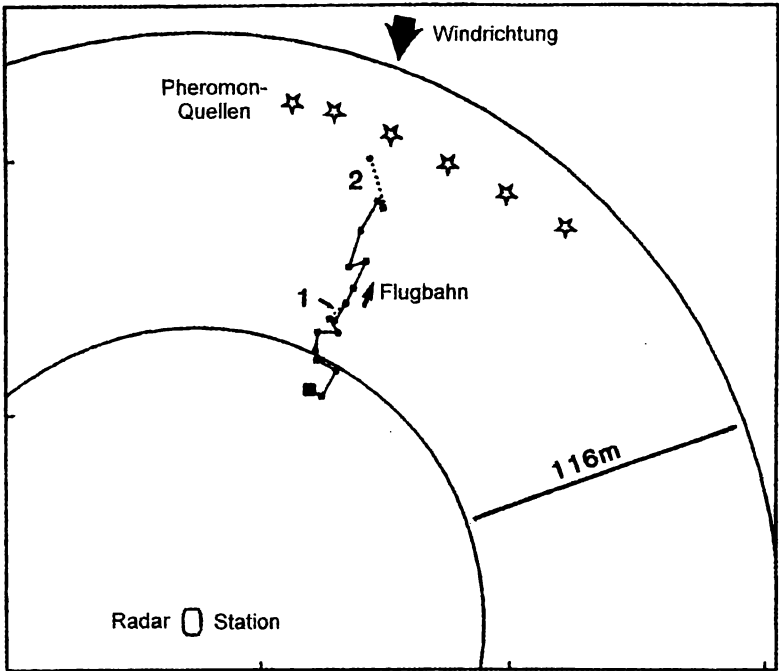 Windrichtung
Pheromon-
Quellen
2
1
Flugbahn
116m
Radar
Station